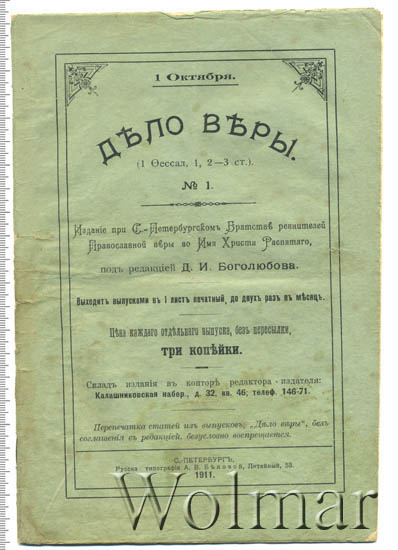 1 Октября.
ДѢЛО ВѢРЫ.
(1 Ѳессал. 1, 2—3 ст.).
№ 1.
Изданіе при С.-Петербургскомъ Братствѣ ревнителей
Православной вѣры во Имя Христа Распятаго,
подъ редакціей Д. И. Боголюбова.
Выходитъ выпусками въ 1 листъ печатный, до двухъ разъ въ мѣсяцъ.
Цѣна каждаго отдѣльнаго выпуска, безъ пересылки,
три копѣйки.
Складъ изданія въ конторѣ редактора-издателя:
Калашниковская набер., д. 32, кв. 46; телеф. 146-71.
Перепечатка статей изъ выпусковъ, „Дѣло вѣры", безъ
соглашенія съ редакціей, безусловно воспрещается.
С.-ПЕТЕРБУРГЪ.
Русская типографія А. В. Бѣковой, Литейный, 33.
1911.
Wolmar